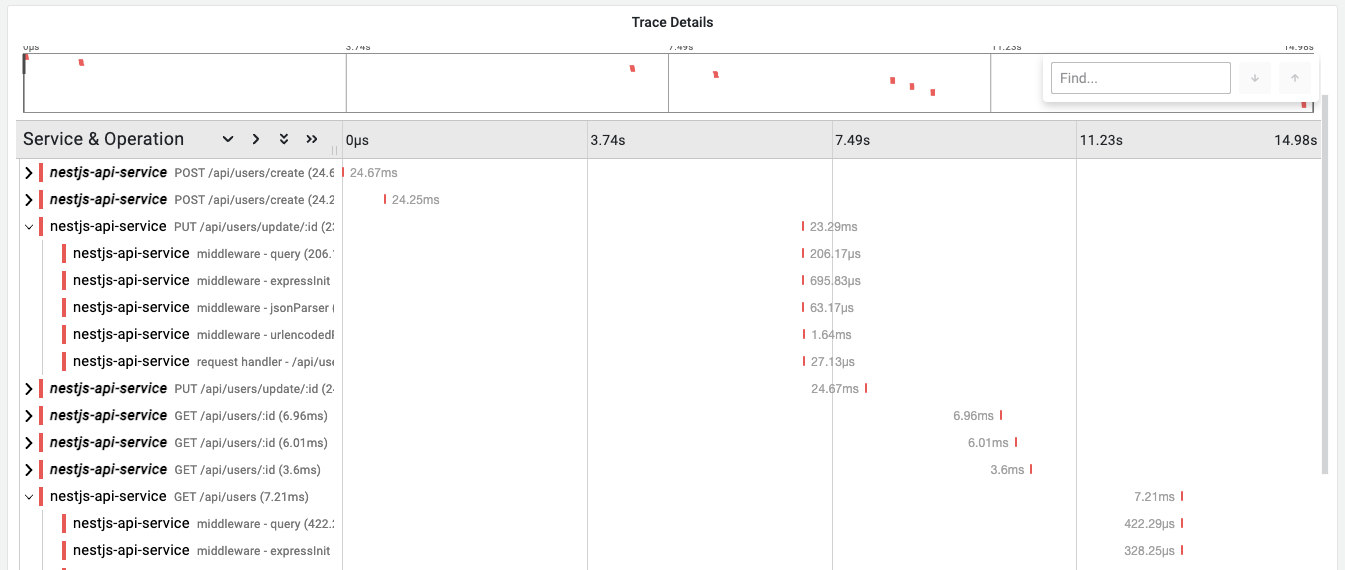 Trace Details
0μs 3.74s 7.49s 11.23s 14.98s
Find...
Service & Operation 0μs 3.74s 7.49s 11.23s 14.98s
nestjs-api-service POST /api/users/create (24.6 24.67ms
nestjs-api-service POST /api/users/create (24.2 24.25ms
nestjs-api-service PUT /api/users/update/:id (23 23.29ms
nestjs-api-service middleware - query (206. 206.17μs
nestjs-api-service middleware - expressInit 695.83μs
nestjs-api-service middleware - jsonParser ( 63.17μs
nestjs-api-service middleware - urlencoded 1.64ms
nestjs-api-service request handler - /api/use 27.13μs
nestjs-api-service PUT /api/users/update/:id (2 24.67ms
nestjs-api-service GET /api/users/:id (6.96ms) 6.96ms
nestjs-api-service GET /api/users/:id (6.01ms) 6.01ms
nestjs-api-service GET /api/users/:id (3.6ms) 3.6ms
nestjs-api-service GET /api/users (7.21ms) 7.21ms
nestjs-api-service middleware - query (422. 422.29μs
nestjs-api-service middleware - expressInit 328.25μs